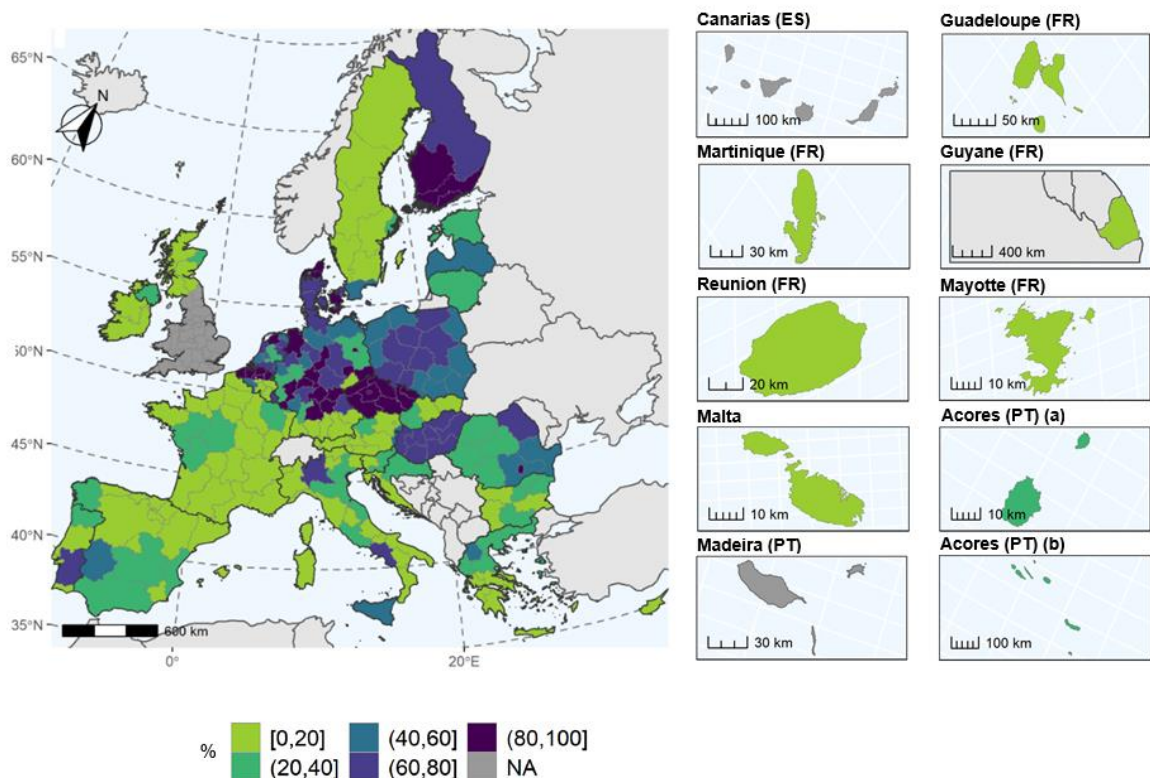 65°N
N
60°N
55°N
50°N
45°N
40°N
35°N
600 km
0°
20°E
Canarias (ES)
100 km
Guadeloupe (FR)
50 km
Martinique (FR)
30 km
Guyane (FR)
400 km
Reunion (FR)
20 km
Mayotte (FR)
10 km
Malta
10 km
Acores (PT) (a)
10 km
Madeira (PT)
30 km
Acores (PT) (b)
100 km
%
[0,20]
(20,40]
(40,60]
(60,80]
(80,100]
NA